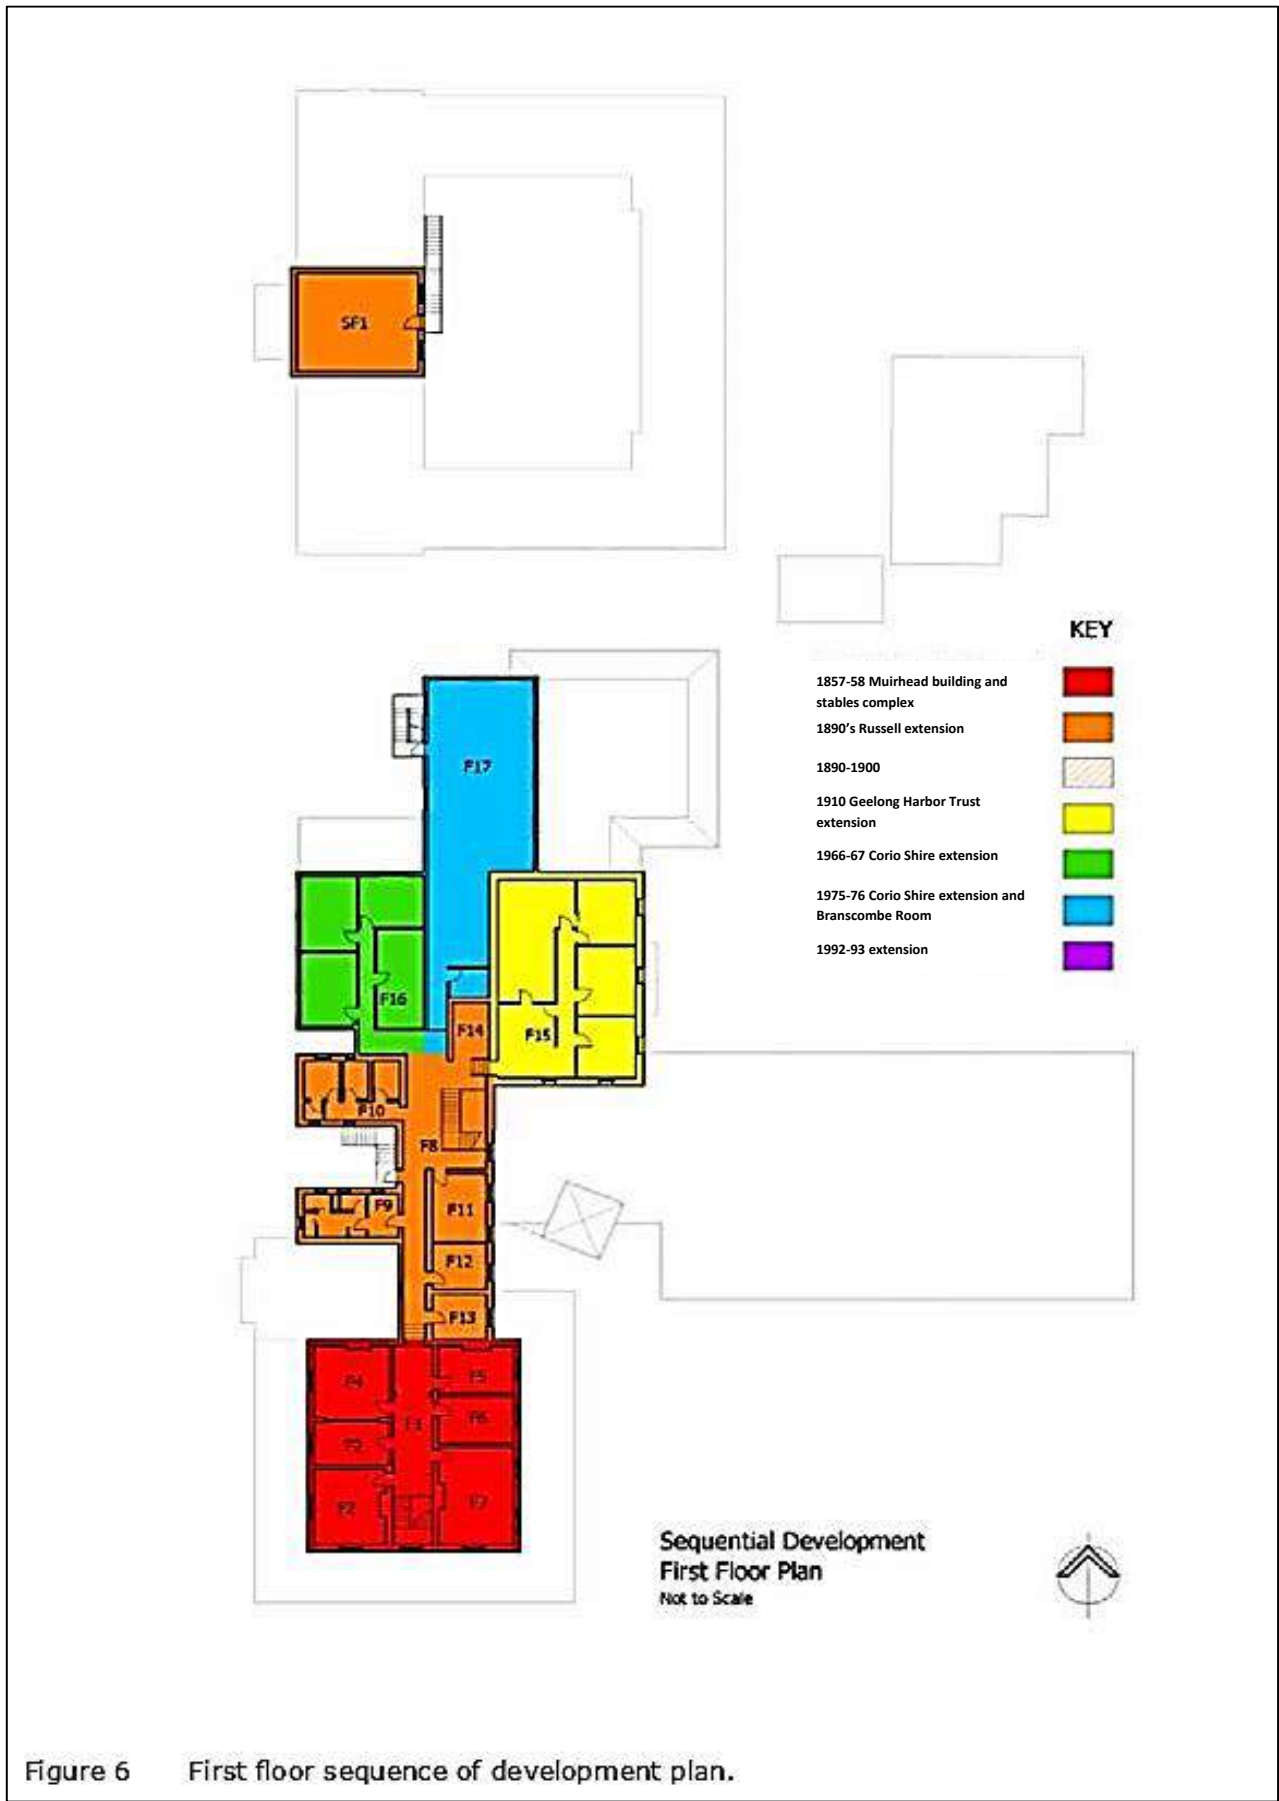 SF1
KEY
1857-58 Muirhead building and
stables complex
1890's Russell extension
1890-1900
1910 Geelong Harbor Trust
extension
1966-67 Corio Shire extension
1975-76 Corio Shire extension and
Branscombe Room
1992-93 extension
F17
F16
F14
F15
F10
F8
F9
F11
F12
F13
F4
F5
F1
F6
F3
F2
F7
Sequential Development
First Floor Plan
Not to Scale
Figure 6 First floor sequence of development plan.